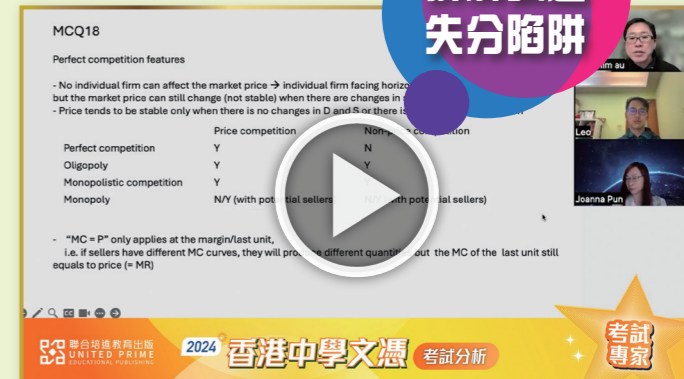 失分陷阱
MCQ18
Perfect competition features
- No individual firm can affect the market price → individual firm facing
but the market price can still change (not stable) when there are changes in
- Price tends to be stable only when there is no changes in D and S or there is
Price competition Non-price competition
Perfect competition Y N
Oligopoly Y Y
Monopolistic competition Y
Monopoly N/Y (with potential sellers) N/Y (with potential sellers)
- "MC = P" only applies at the margin/last unit,
i.e. if sellers have different MC curves, they will produce different quantities but the MC of the last unit still
equals to price (= MR)
im au
Leo
Joanna Pun
聯合培進教育出版
UNITED PRIME
EDUCATIONAL PUBLISHING
2024 香港中學文憑 考試分析
考試
專家